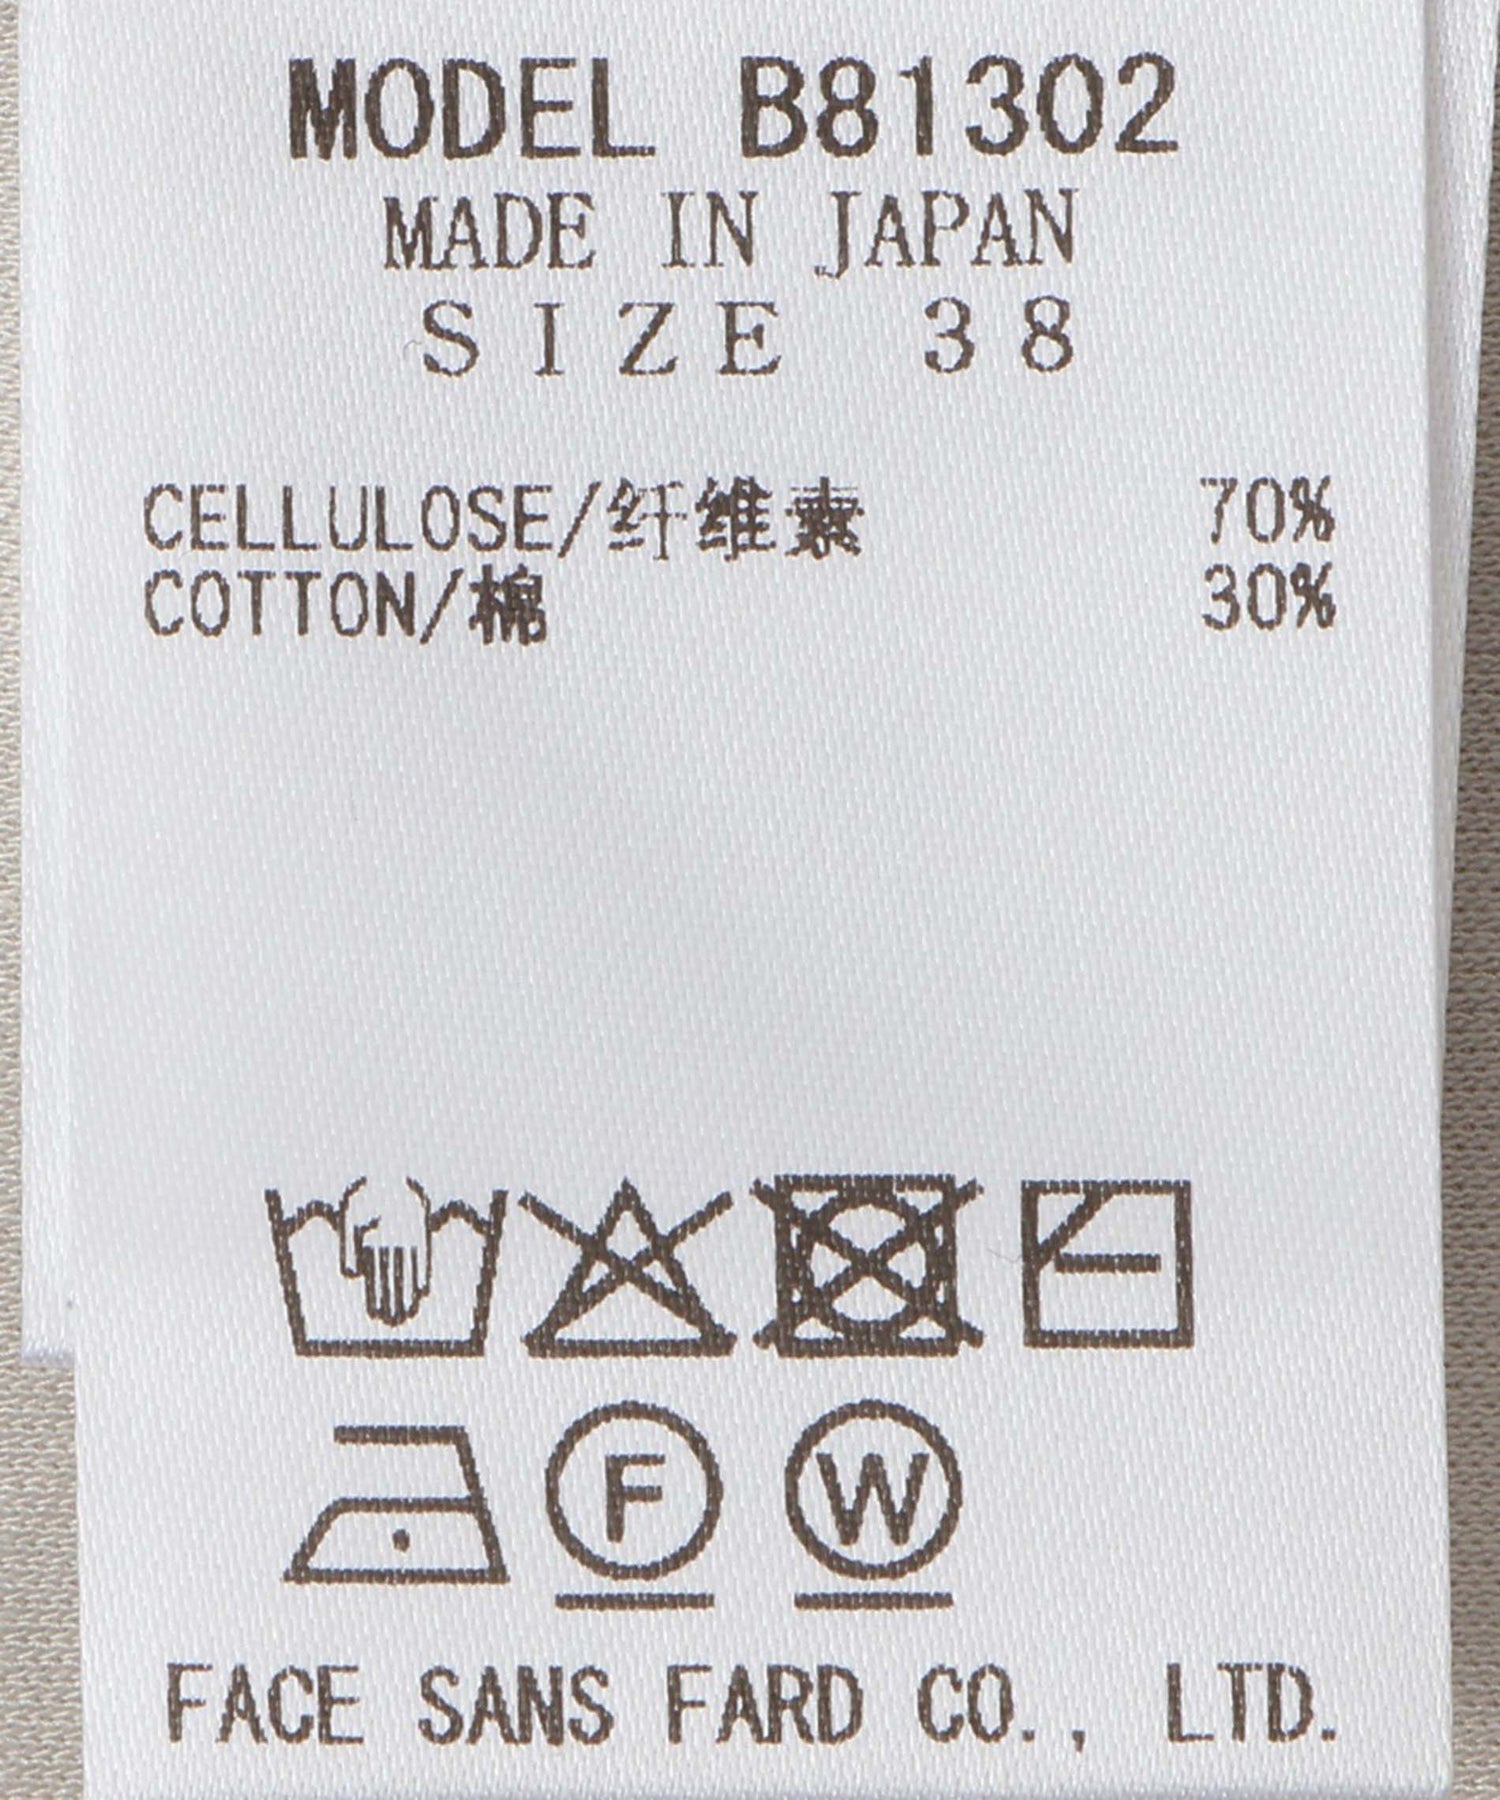 MODEL B81302
MADE IN JAPAN
SIZE 38
CELLULOSE/纤维素 70%
COTTON/棉 30%
F W
FACE SANS FARD CO., LTD.